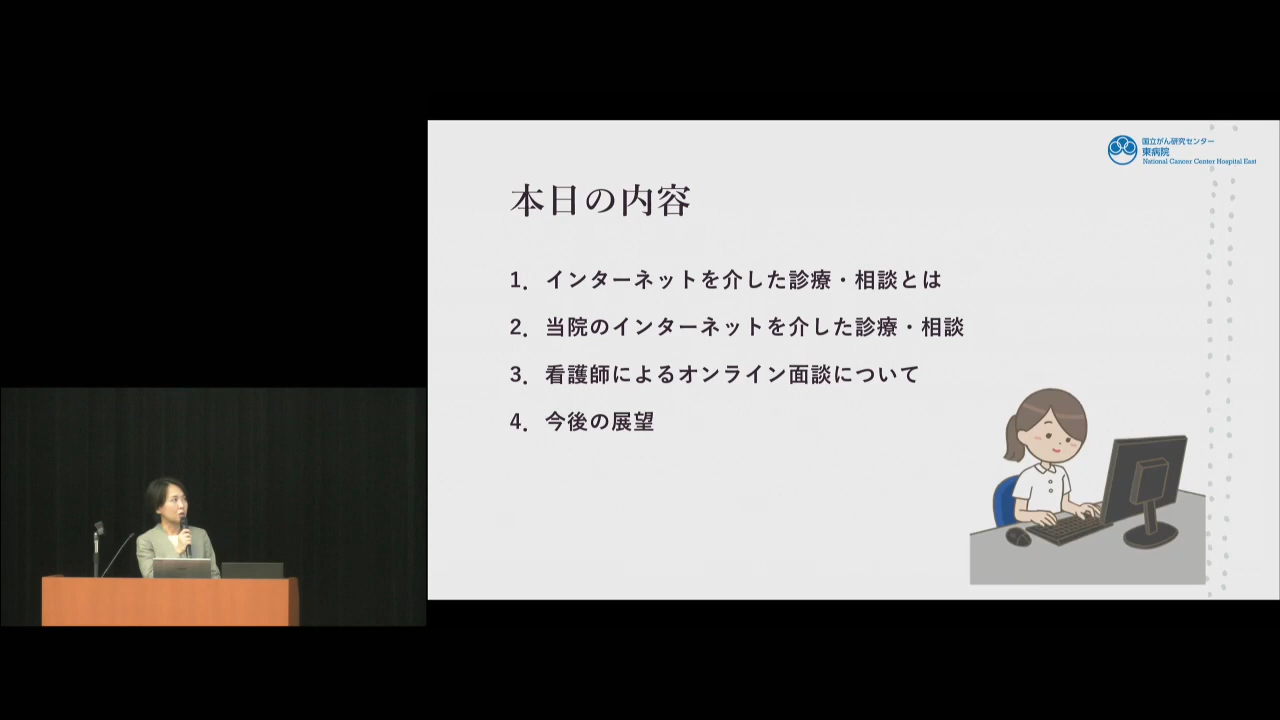 国立がん研究センター
東病院
National Cancer Center Hospital East
本日の内容
1. インターネットを介した診療・相談とは
2. 当院のインターネットを介した診療・相談
3. 看護師によるオンライン面談について
4. 今後の展望